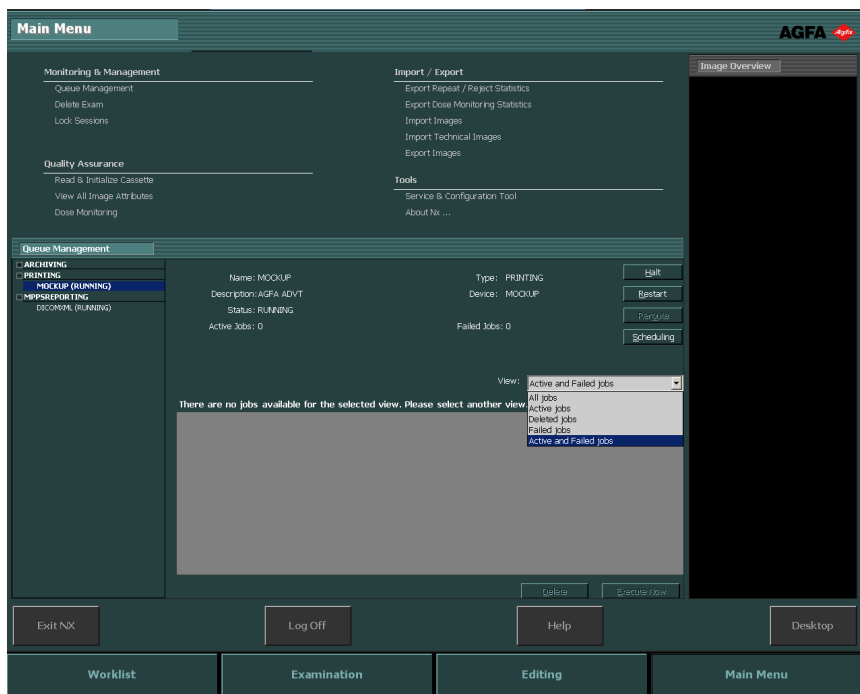 Main Menu
AGFA
Agfa
Monitoring & Management
Queue Management
Delete Exam
Lock Sessions
Quality Assurance
Read & Initialize Cassette
View All Image Attributes
Dose Monitoring
Import / Export
Export Repeat / Reject Statistics
Export Dose Monitoring Statistics
Import Images
Import Technical Images
Export Images
Tools
Service & Configuration Tool
About Nx ...
Image Overview
Queue Management
ARCHIVING
PRINTING
MOCKUP (RUNNING)
MPPSREPORTING
DICOMXML (RUNNING)
Name: MOCKUP
Type: PRINTING
Description: AGFA ADVT
Device: MOCKUP
Status: RUNNING
Active Jobs: 0
Failed Jobs: 0
Halt
Restart
Reroute
Scheduling
View: Active and Failed jobs
All jobs
Active jobs
Deleted jobs
Failed jobs
Active and Failed jobs
There are no jobs available for the selected view. Please select another view
Delete
Execute Now
Exit NX
Log Off
Help
Desktop
Worklist
Examination
Editing
Main Menu